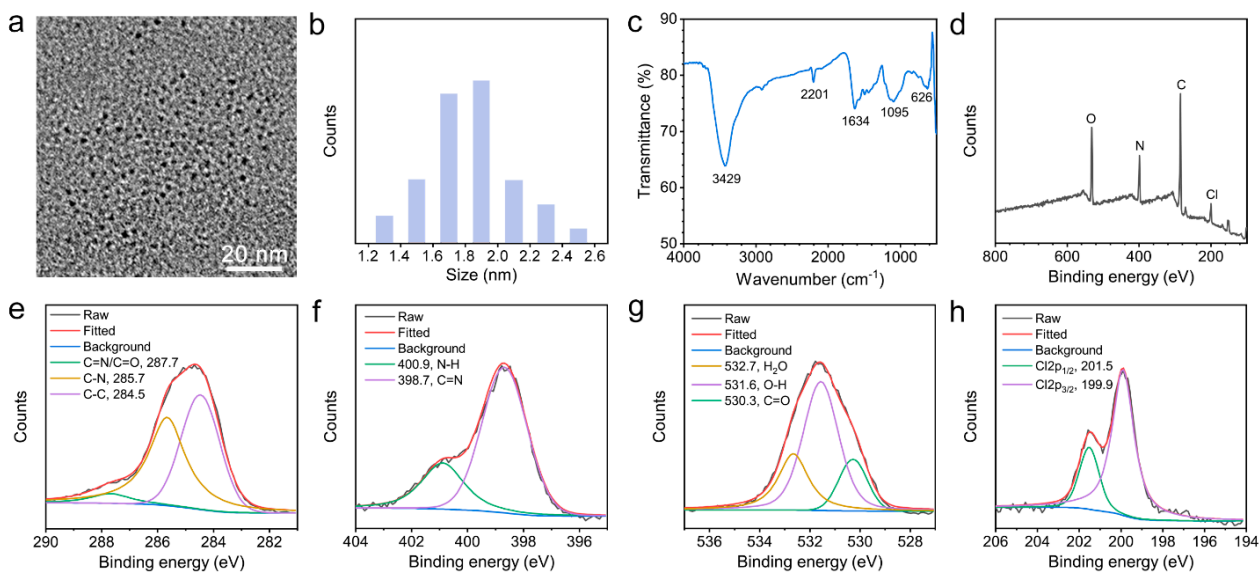 a
20 nm
b
Counts
1.2 1.4 1.6 1.8 2.0 2.2 2.4 2.6
Size (nm)
c
Transmittance (%)
90
80
70
60
50
3429
2201
1634
1095
626
4000 3000 2000 1000
Wavenumber (cm⁻¹)
d
Counts
O
N
C
Cl
800 600 400 200
Binding energy (eV)
e
Raw
Fitted
Background
C=N/C=O, 287.7
C-N, 285.7
C-C, 284.5
Counts
290 288 286 284 282
Binding energy (eV)
f
Raw
Fitted
Background
400.9, N-H
398.7, C=N
Counts
404 402 400 398 396
Binding energy (eV)
g
Raw
Fitted
Background
532.7, H₂O
531.6, O-H
530.3, C=O
Counts
536 534 532 530 528
Binding energy (eV)
h
Raw
Fitted
Background
Cl2p₁/₂, 201.5
Cl2p₃/₂, 199.9
Counts
206 204 202 200 198 196 194
Binding energy (eV)